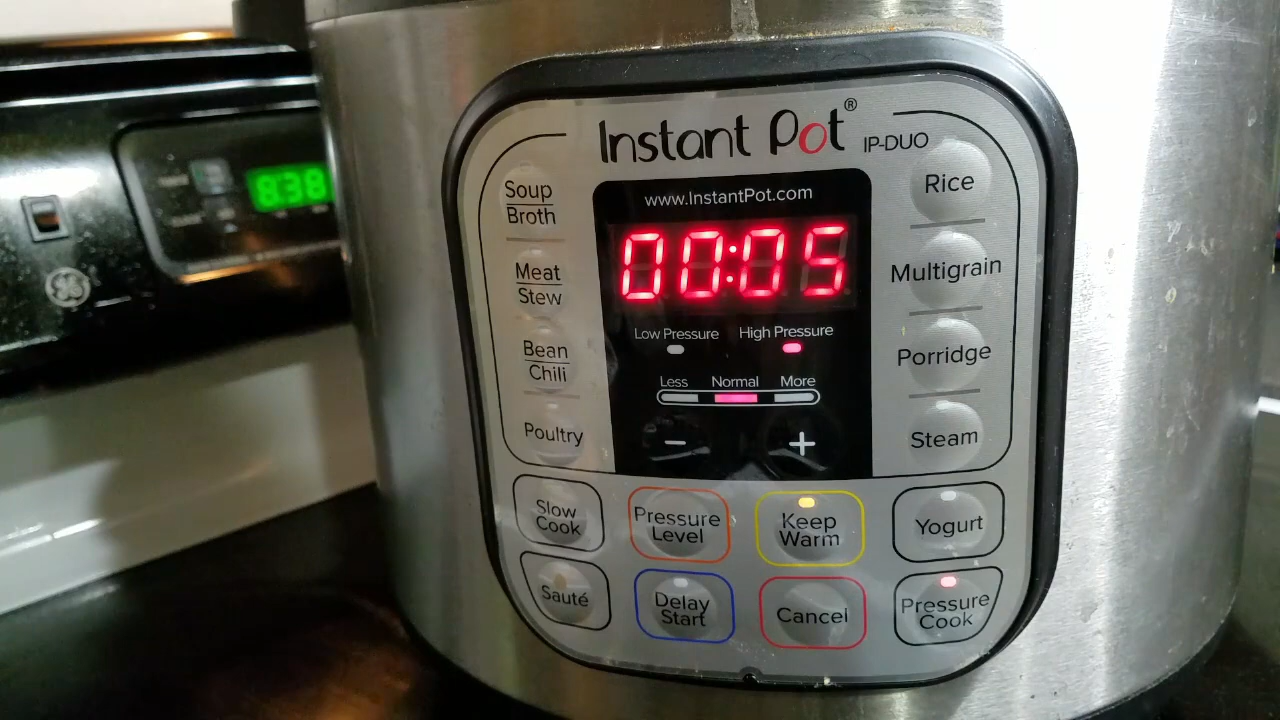 Instant Pot® IP-DUO
www.InstantPot.com
00:05
Low Pressure High Pressure
Less Normal More
− +
Soup
Broth
Meat
Stew
Bean
Chili
Poultry
Rice
Multigrain
Porridge
Steam
Slow
Cook
Pressure
Level
Keep
Warm
Yogurt
Sauté
Delay
Start
Cancel
Pressure
Cook
838
GE